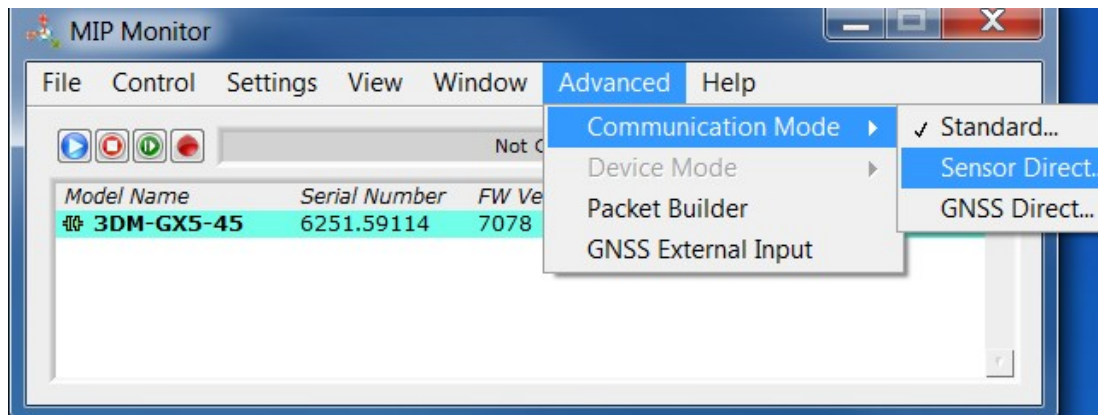 MIP Monitor
File Control Settings View Window Advanced Help
Communication Mode
Standard...
Device Mode
Sensor Direct..
Packet Builder
GNSS Direct...
GNSS External Input
Not
Model Name Serial Number FW Ve
3DM-GX5-45 6251.59114 7078